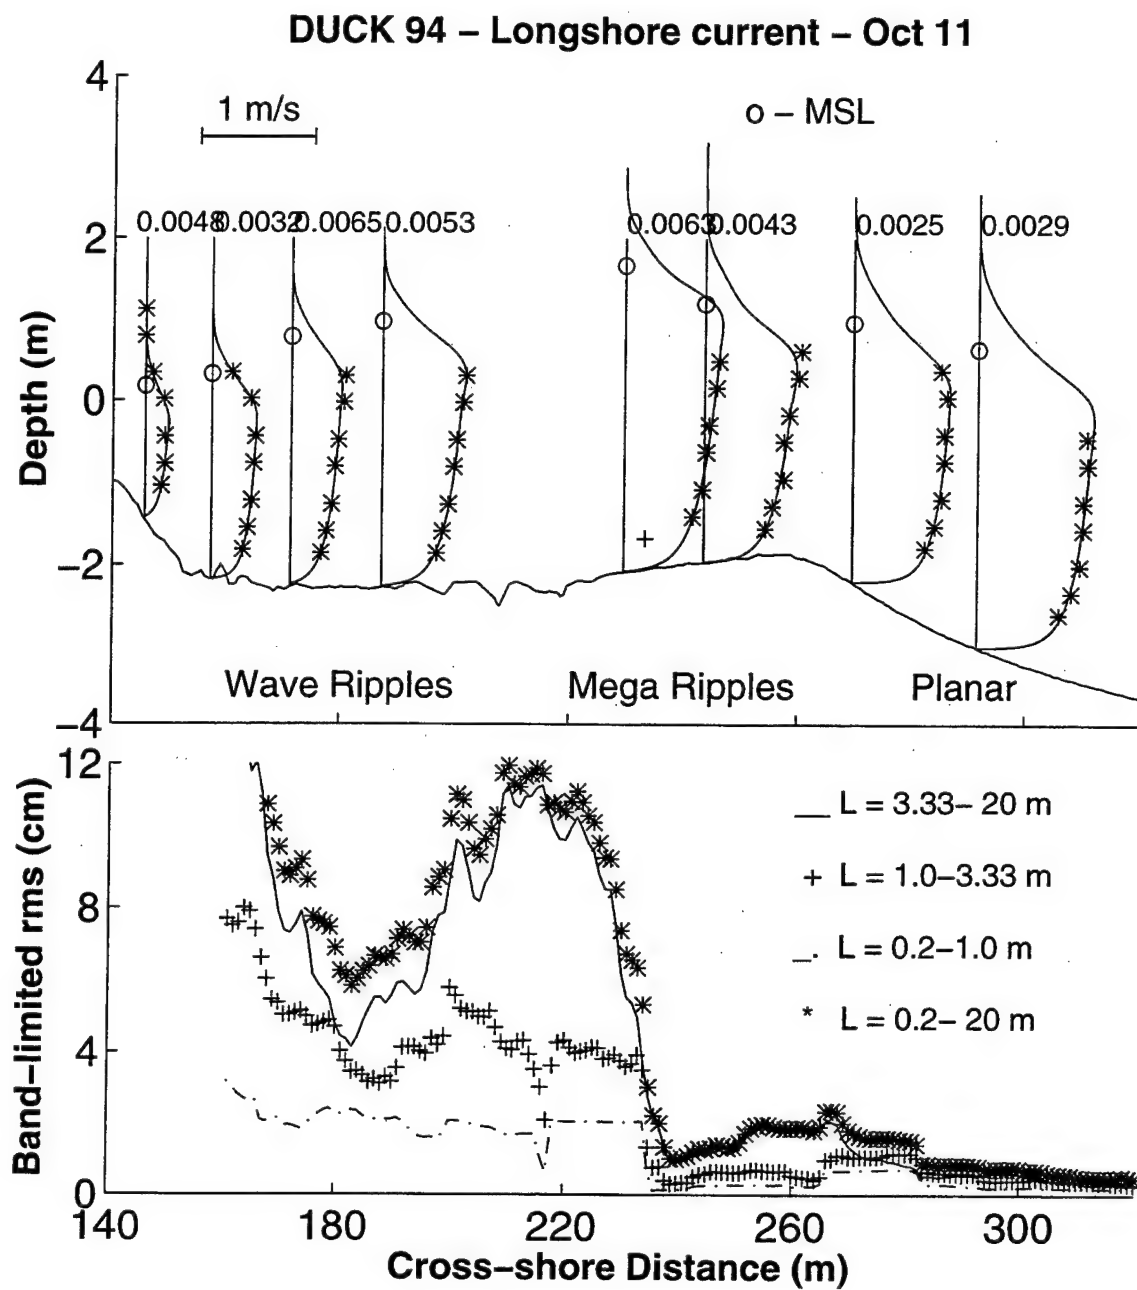 DUCK 94 – Longshore current – Oct 11
4
1 m/s
o – MSL
0.0048 0.0032 0.0065 0.0053 0.0063 0.0043 0.0025 0.0029
2
Depth (m)
0
−2
Wave Ripples Mega Ripples Planar
−4
12
Band−limited rms (cm)
L = 3.33− 20 m
+ L = 1.0−3.33 m
8
_. L = 0.2−1.0 m
* L = 0.2− 20 m
4
0
140 180 220 260 300
Cross−shore Distance (m)